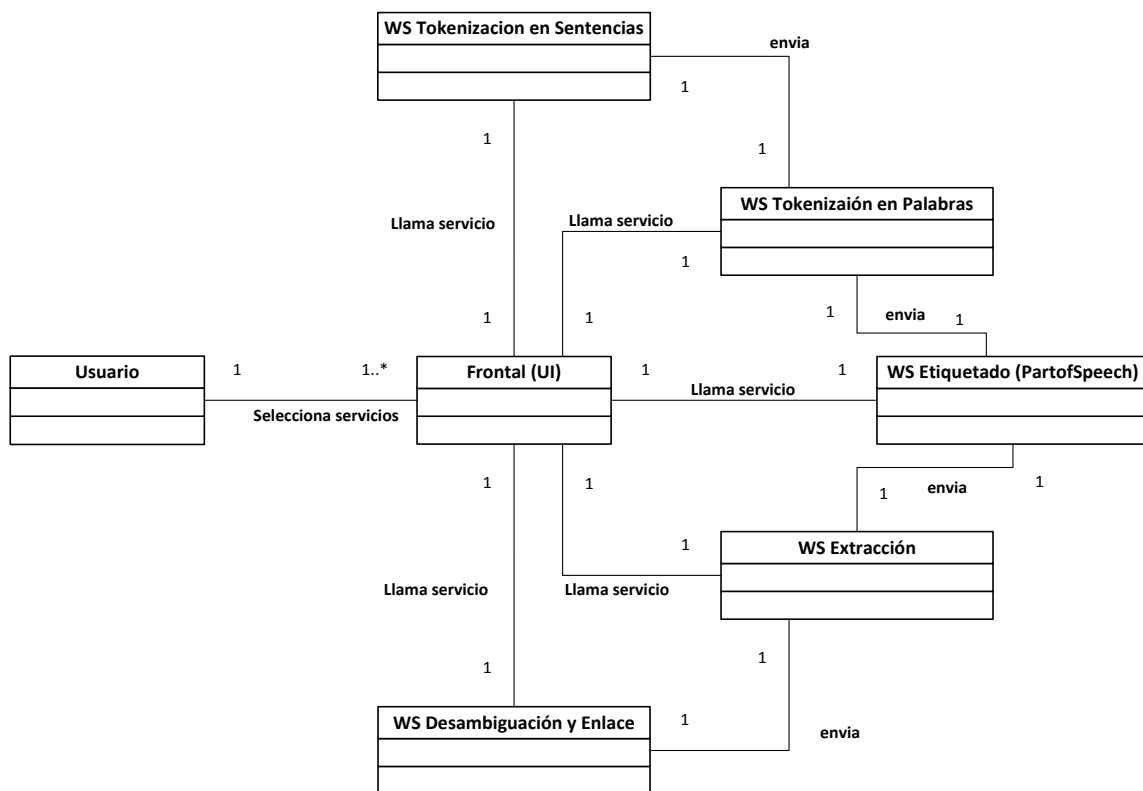 WS Tokenizacion en Sentencias
envia
1
1
1
WS Tokenizaión en Palabras
Llama servicio
Llama servicio
1
1
1
envia
1
1
1
Usuario
1
1..*
Frontal (UI)
1
1
WS Etiquetado (PartofSpeech)
Llama servicio
Selecciona servicios
1
1
1
envia
1
1
WS Extracción
Llama servicio
Llama servicio
1
1
WS Desambiguación y Enlace
1
envia